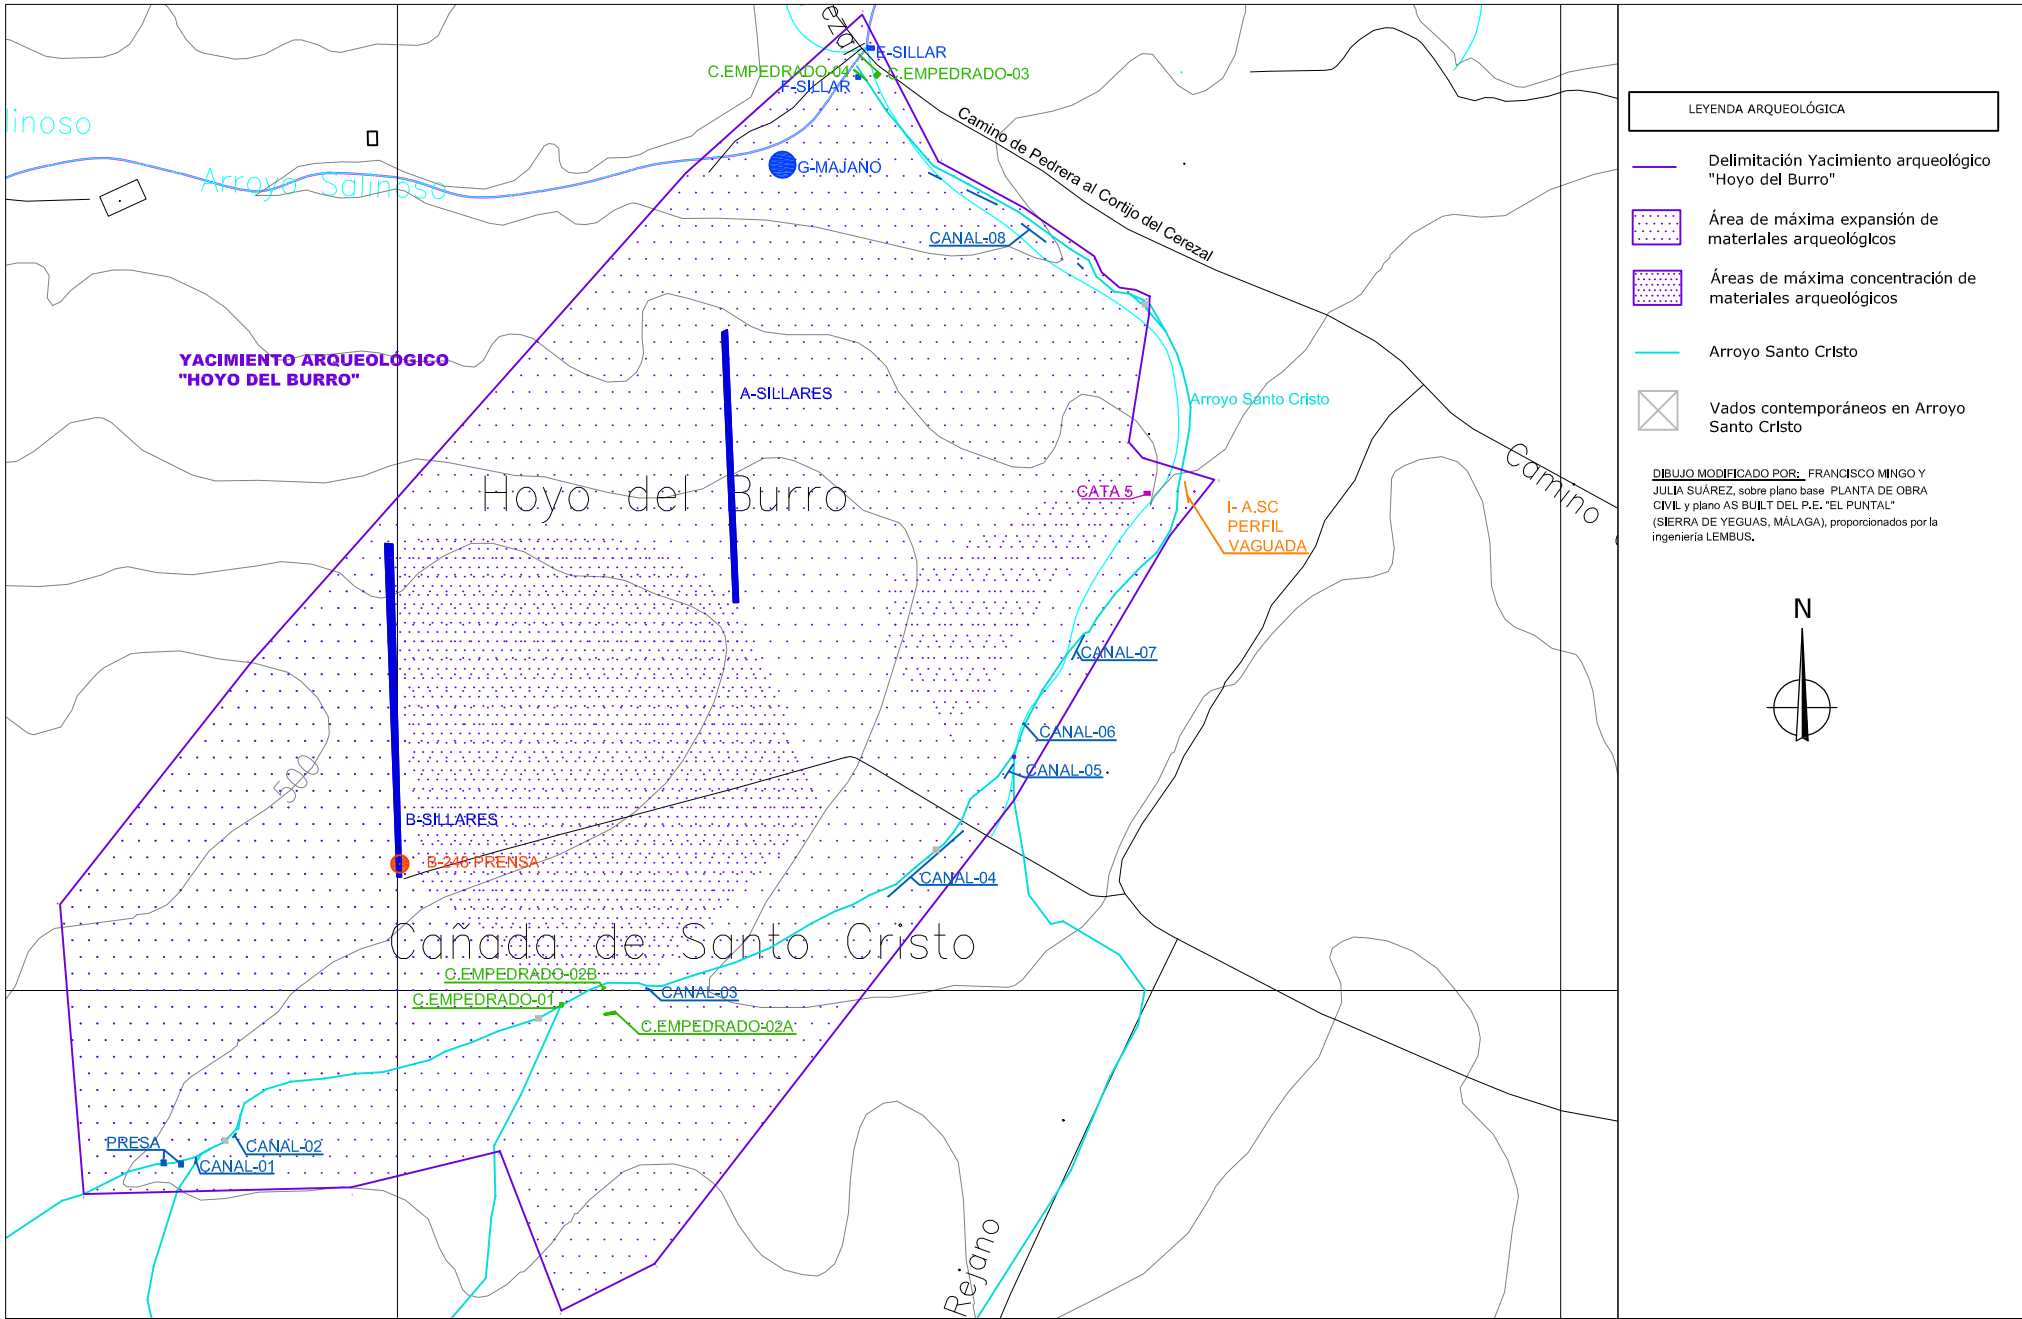 ezal
E-SILLAR
C.EMPEDRADO-04
C.EMPEDRADO-03
F-SILLAR
linoso
Arroyo Salinoso
G-MAJANO
Camino de Pedrera al Cortijo del Cerezal
CANAL-08
YACIMIENTO ARQUEOLÓGICO
"HOYO DEL BURRO"
A-SILLARES
Arroyo Santo Cristo
Camino
Hoyo del Burro
CATA 5
I- A.SC
PERFIL
VAGUADA
CANAL-07
CANAL-06
CANAL-05
500
B-SILLARES
B-248 PRENSA
CANAL-04
Cañada de Santo Cristo
C.EMPEDRADO-02B
C.EMPEDRADO-01
CANAL-03
C.EMPEDRADO-02A
PRESA
CANAL-02
CANAL-01
Rejano
LEYENDA ARQUEOLÓGICA
Delimitación Yacimiento arqueológico
"Hoyo del Burro"
Área de máxima expansión de
materiales arqueológicos
Áreas de máxima concentración de
materiales arqueológicos
Arroyo Santo Cristo
Vados contemporáneos en Arroyo
Santo Cristo
DIBUJO MODIFICADO POR: FRANCISCO MINGO Y
JULIA SUÁREZ, sobre plano base PLANTA DE OBRA
CIVIL y plano AS BUILT DEL P.E. "EL PUNTAL"
(SIERRA DE YEGUAS, MÁLAGA), proporcionados por la
ingeniería LEMBUS.
N